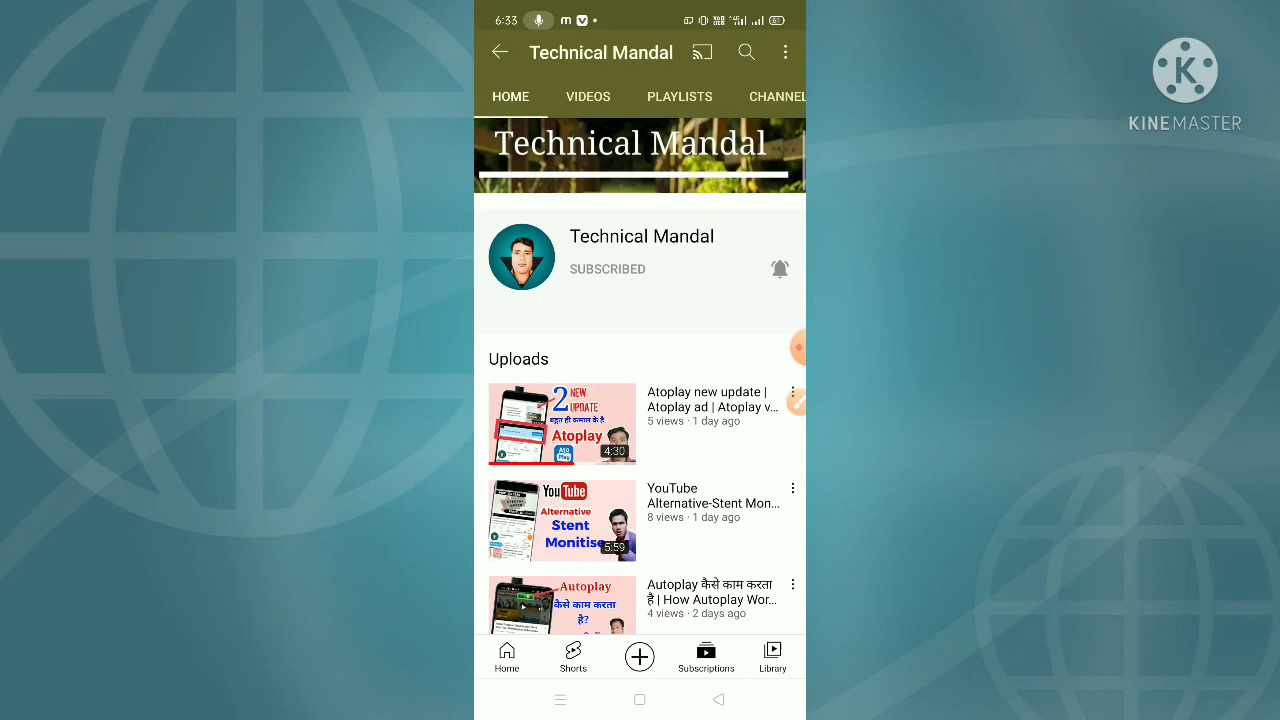 6:33
KINEMASTER
Technical Mandal
HOME VIDEOS PLAYLISTS CHANNEL
Technical Mandal
Technical Mandal
SUBSCRIBED
Uploads
2 NEW
UPDATE
बहुत ही कमाल के है
Atoplay
4:30
Atoplay new update |
Atoplay ad | Atoplay v...
5 views · 1 day ago
YouTube
Alternative
Stent
Monitise
5:59
YouTube
Alternative-Stent Mon...
8 views · 1 day ago
Autoplay
कैसे काम करता
है?
Autoplay कैसे काम करता
है | How Autoplay Wor...
4 views · 2 days ago
Home Shorts Subscriptions Library